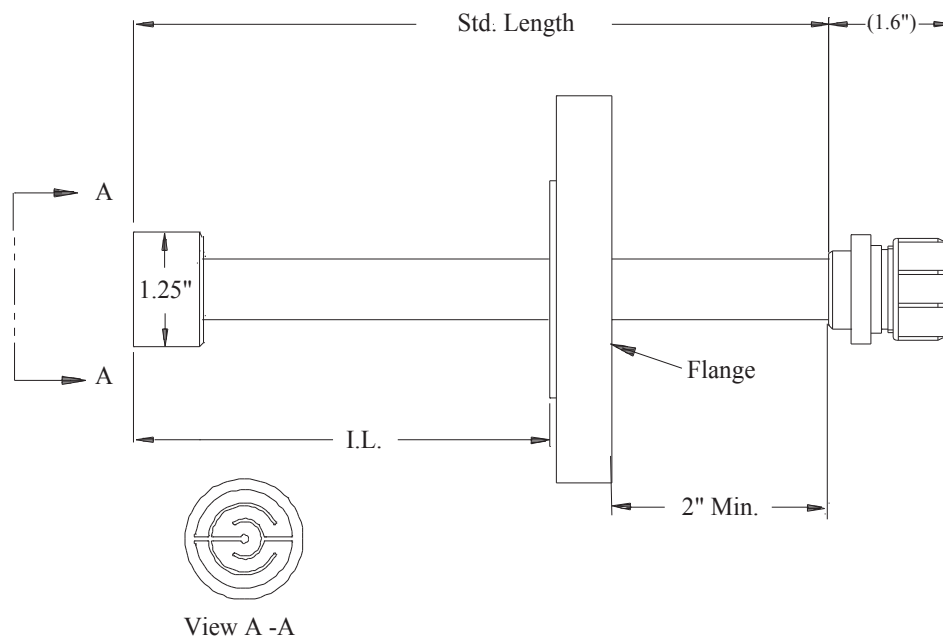 Std. Length
(1.6")
A
1.25"
A
Flange
I.L.
2" Min.
View A -A